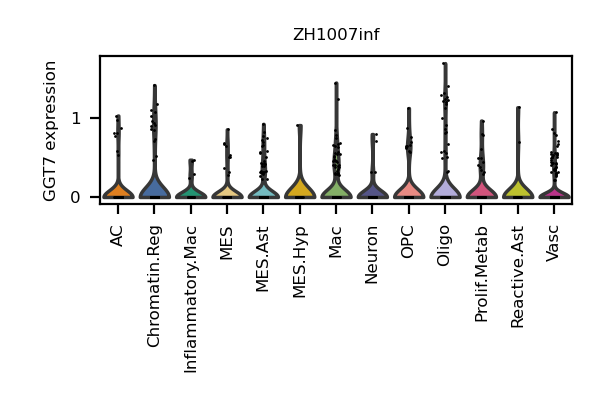 ZH1007inf
GGT7 expression
1
0
AC
Chromatin.Reg
Inflammatory.Mac
MES
MES.Ast
MES.Hyp
Mac
Neuron
OPC
Oligo
Prolif.Metab
Reactive.Ast
Vasc